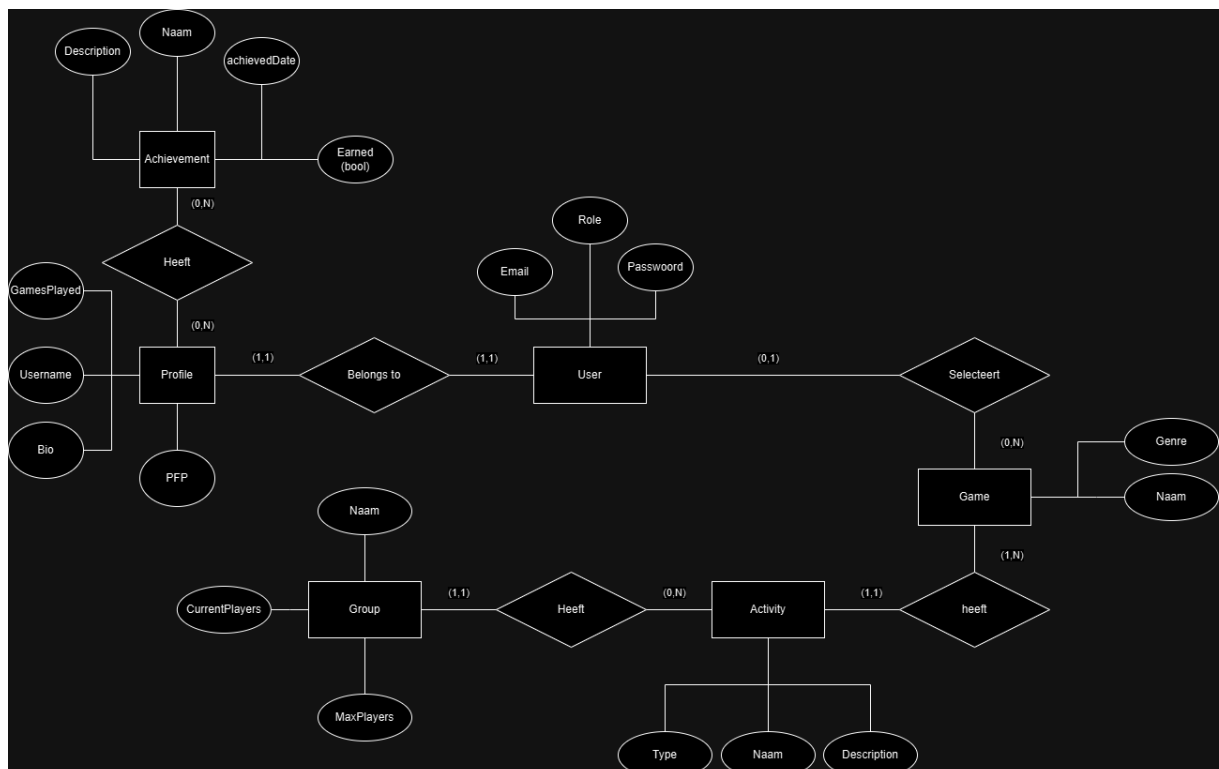 Naam
Description
achievedDate
Achievement
Earned
(bool)
(0,N)
Role
Heeft
Email
Passwoord
GamesPlayed
(0,N)
(1,1)
(1,1)
(0,1)
Username
Profile
Belongs to
User
Selecteert
Bio
(0,N)
Genre
PFP
Game
Naam
Naam
(1,N)
CurrentPlayers
Group
(1,1)
Heeft
(0,N)
Activity
(1,1)
heeft
MaxPlayers
Type
Naam
Description